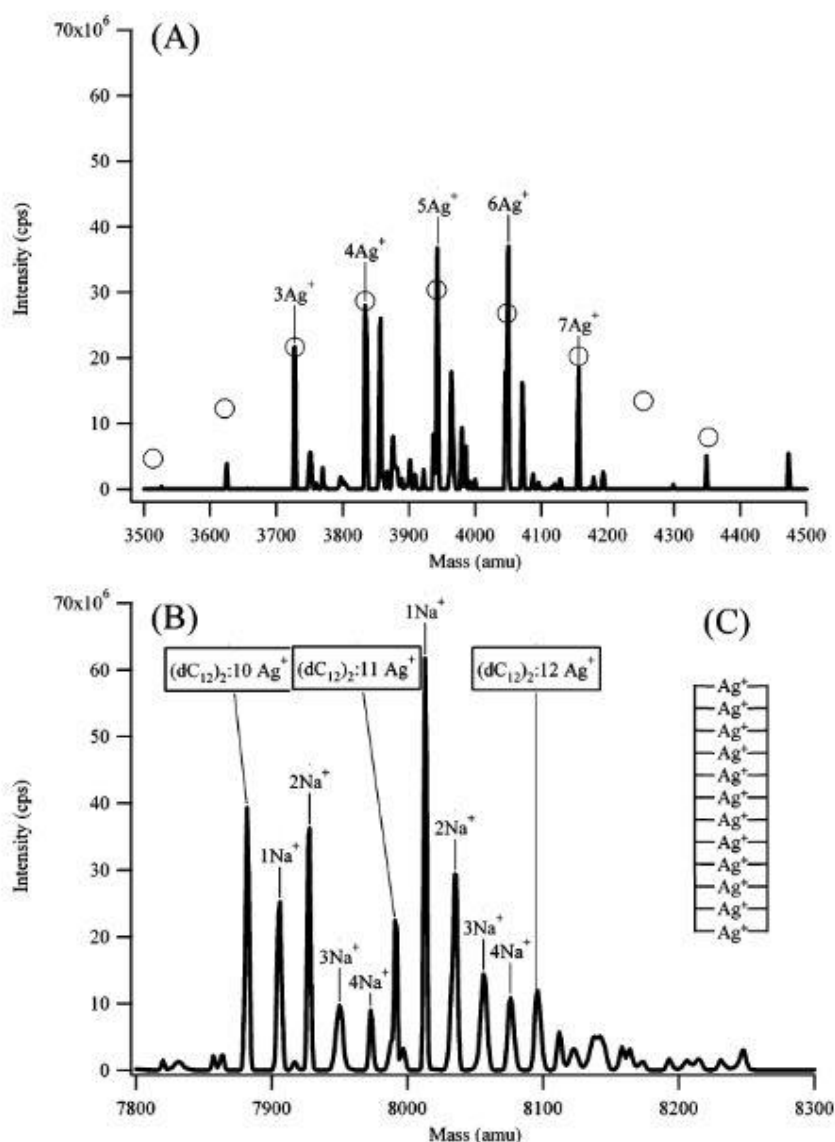 70x10⁶
(A)
60
5Ag⁺
6Ag⁺
50
4Ag⁺
40
3Ag⁺
7Ag⁺
30
20
10
0
Intensity (cps)
3500 3600 3700 3800 3900 4000 4100 4200 4300 4400 4500
Mass (amu)
70x10⁶
(B)
1Na⁺
(C)
60
(dC₁₂)₂:10 Ag⁺
(dC₁₂)₂:11 Ag⁺
(dC₁₂)₂:12 Ag⁺
50
2Na⁺
40
1Na⁺
2Na⁺
30
3Na⁺
4Na⁺
3Na⁺
4Na⁺
20
10
0
Intensity (cps)
7800 7900 8000 8100 8200 8300
Mass (amu)
Ag⁺
Ag⁺
Ag⁺
Ag⁺
Ag⁺
Ag⁺
Ag⁺
Ag⁺
Ag⁺
Ag⁺
Ag⁺
Ag⁺